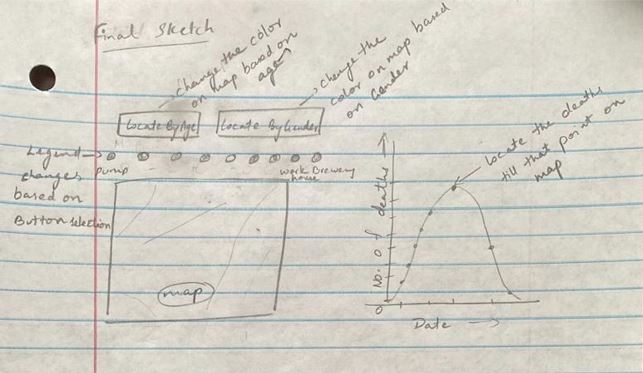 Final Sketch
change the color
on map based on
age
change the
color on map based
on Gender
Locate By Age
Locate By Gender
Legend
changes
based on
Button selection
pump
work house
Brewery
map
No. of deaths
Locate the deaths
till that point on
map
0
Date